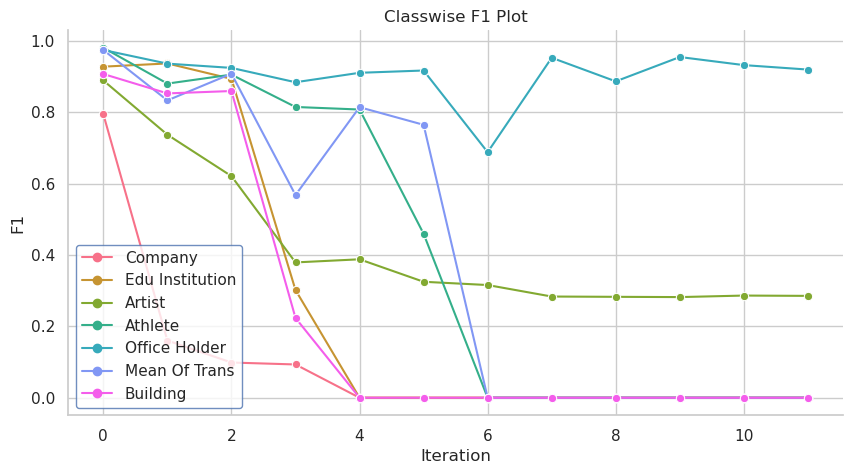 Classwise F1 Plot
1.0
0.8
0.6
0.4
0.2
0.0
F1
Company
Edu Institution
Artist
Athlete
Office Holder
Mean Of Trans
Building
0 2 4 6 8 10
Iteration